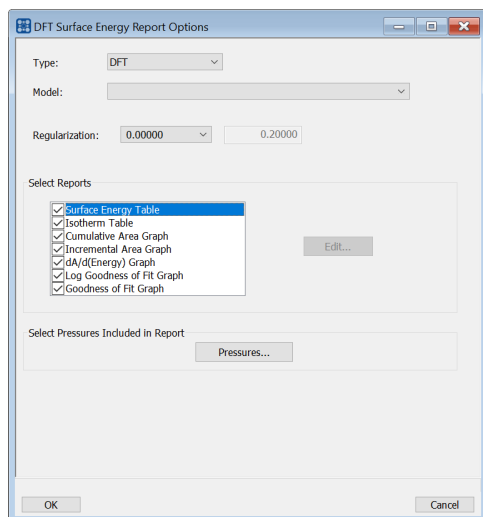 DFT Surface Energy Report Options
Type: DFT
Model:
Regularization: 0.00000 0.20000
Select Reports
Surface Energy Table
Isotherm Table
Cumulative Area Graph
Incremental Area Graph
dA/d(Energy) Graph
Log Goodness of Fit Graph
Goodness of Fit Graph
Edit...
Select Pressures Included in Report
Pressures...
OK Cancel